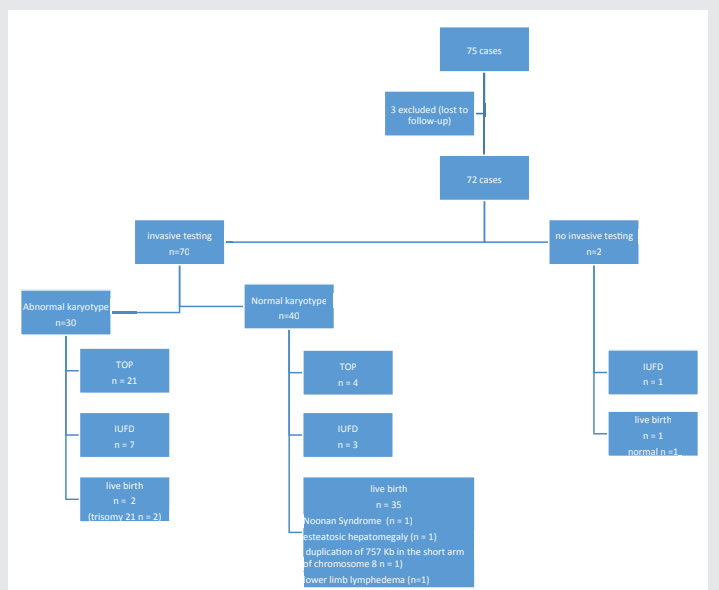 75 cases
3 excluded (lost to
follow-up)
72 cases
invasive testing
n=70
no invasive testing
n=2
Abnormal karyotype
n=30
Normal karyotype
n=40
TOP
n = 21
IUFD
n = 7
live birth
n = 2
(trisomy 21 n = 2)
TOP
n = 4
IUFD
n = 3
live birth
n = 35
Noonan Syndrome (n = 1)
esteatosic hepatomegaly (n = 1)
duplication of 757 Kb in the short arm
of chromosome 8 n = 1)
lower limb lymphedema (n=1)
IUFD
n = 1
live birth
n = 1
normal n =1